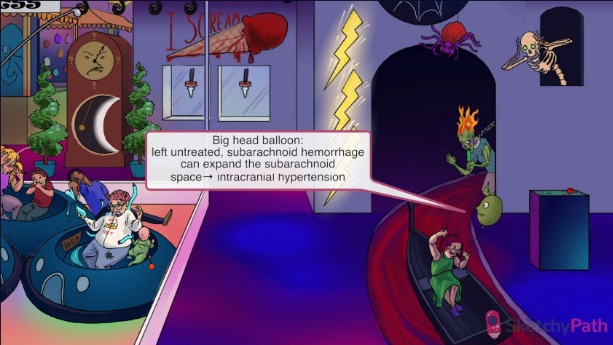 I SCREAM
Big head balloon:
left untreated, subarachnoid hemorrhage
can expand the subarachnoid
space→ intracranial hypertension
SketchyPath